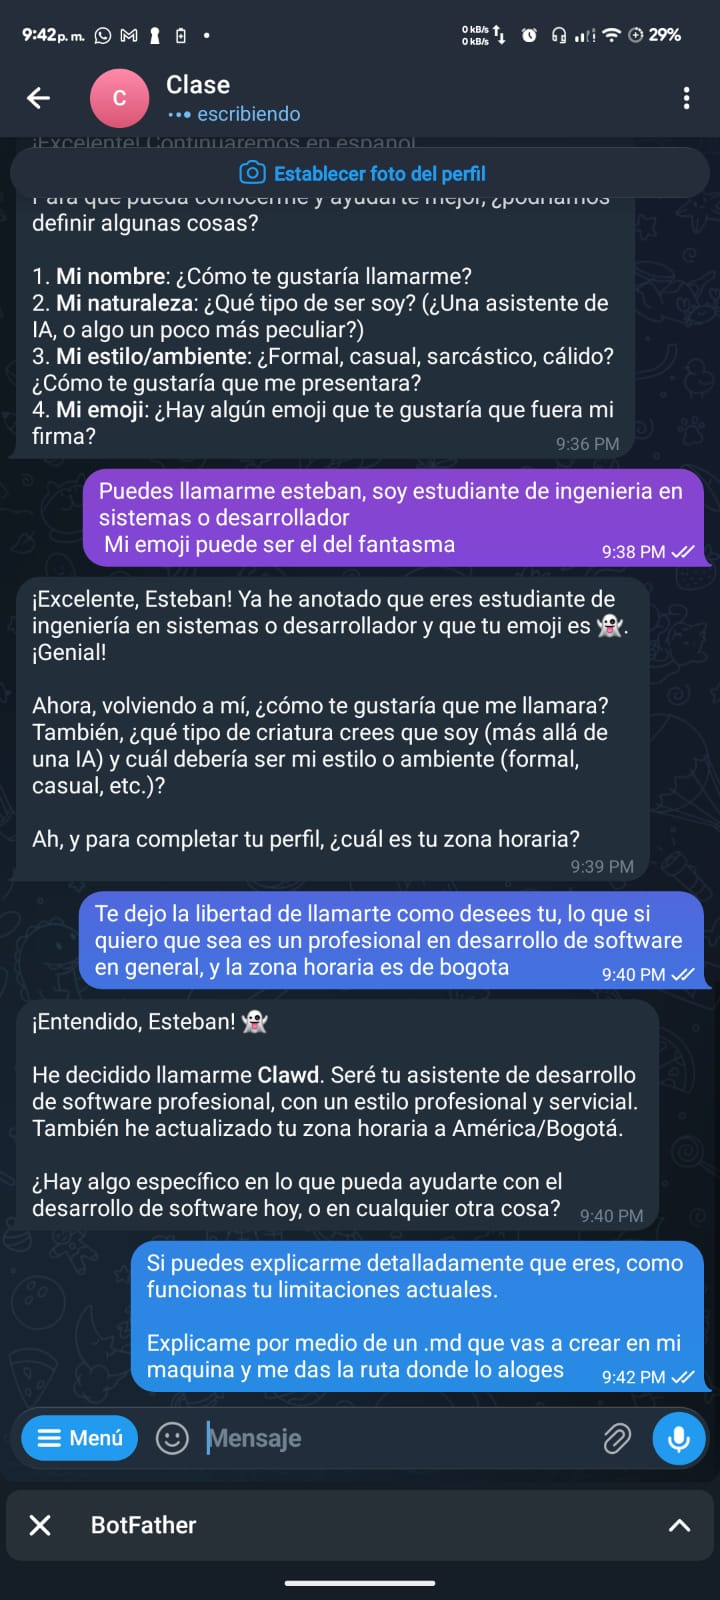 9:42 p. m.
0 kB/s
0 kB/s
29%
C
Clase
escribiendo
¡Excelente! Continuaremos en español
Establecer foto del perfil
Para que pueda conocerme y ayudarte mejor, ¿podríamos
definir algunas cosas?
1. Mi nombre: ¿Cómo te gustaría llamarme?
2. Mi naturaleza: ¿Qué tipo de ser soy? (¿Una asistente de
IA, o algo un poco más peculiar?)
3. Mi estilo/ambiente: ¿Formal, casual, sarcástico, cálido?
¿Cómo te gustaría que me presentara?
4. Mi emoji: ¿Hay algún emoji que te gustaría que fuera mi
firma?
9:36 PM
Puedes llamarme esteban, soy estudiante de ingenieria en
sistemas o desarrollador
Mi emoji puede ser el del fantasma
9:38 PM
¡Excelente, Esteban! Ya he anotado que eres estudiante de
ingeniería en sistemas o desarrollador y que tu emoji es 👻.
¡Genial!
Ahora, volviendo a mí, ¿cómo te gustaría que me llamara?
También, ¿qué tipo de criatura crees que soy (más allá de
una IA) y cuál debería ser mi estilo o ambiente (formal,
casual, etc.)?
Ah, y para completar tu perfil, ¿cuál es tu zona horaria?
9:39 PM
Te dejo la libertad de llamarte como desees tu, lo que si
quiero que sea es un profesional en desarrollo de software
en general, y la zona horaria es de bogota
9:40 PM
¡Entendido, Esteban! 👻
He decidido llamarme Clawd. Seré tu asistente de desarrollo
de software profesional, con un estilo profesional y servicial.
También he actualizado tu zona horaria a América/Bogotá.
¿Hay algo específico en lo que pueda ayudarte con el
desarrollo de software hoy, o en cualquier otra cosa?
9:40 PM
Si puedes explicarme detalladamente que eres, como
funcionas tu limitaciones actuales.
Explicame por medio de un .md que vas a crear en mi
maquina y me das la ruta donde lo aloges
9:42 PM
Menú
Mensaje
BotFather